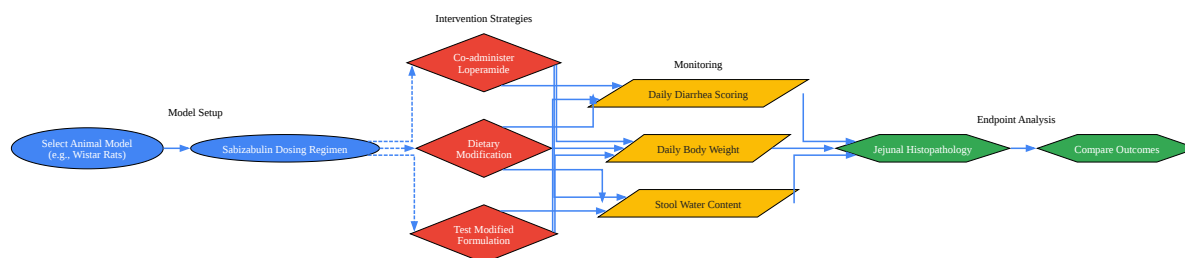 Model Setup
Select Animal Model
(e.g., Wistar Rats)
Sabizabulin Dosing Regimen
Intervention Strategies
Co-administer
Loperamide
Dietary
Modification
Test Modified
Formulation
Monitoring
Daily Diarrhea Scoring
Daily Body Weight
Stool Water Content
Endpoint Analysis
Jejunal Histopathology
Compare Outcomes